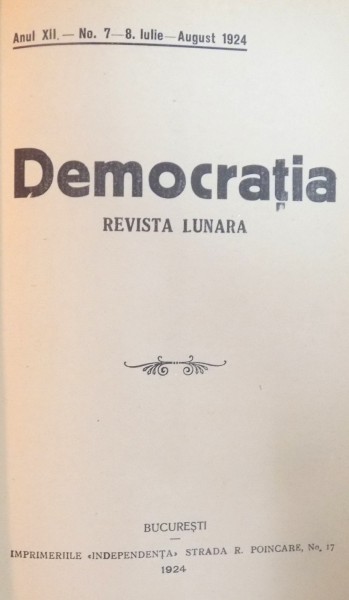 Anul XII. — No. 7—8. Iulie—August 1924
Democrația
REVISTA LUNARA
BUCUREȘTI
IMPRIMERIILE «INDEPENDENȚA» STRADA R. POINCARE, No. 17
1924